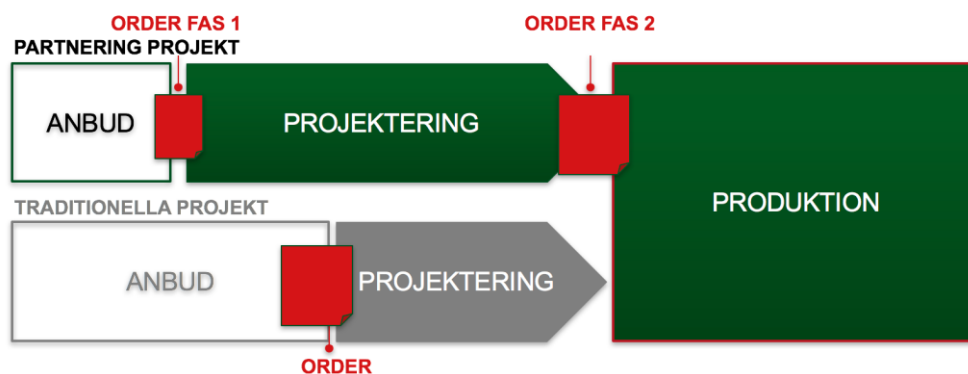 ORDER FAS 1
ORDER FAS 2
PARTNERING PROJEKT
ANBUD
PROJEKTERING
PRODUKTION
TRADITIONELLA PROJEKT
ANBUD
PROJEKTERING
ORDER